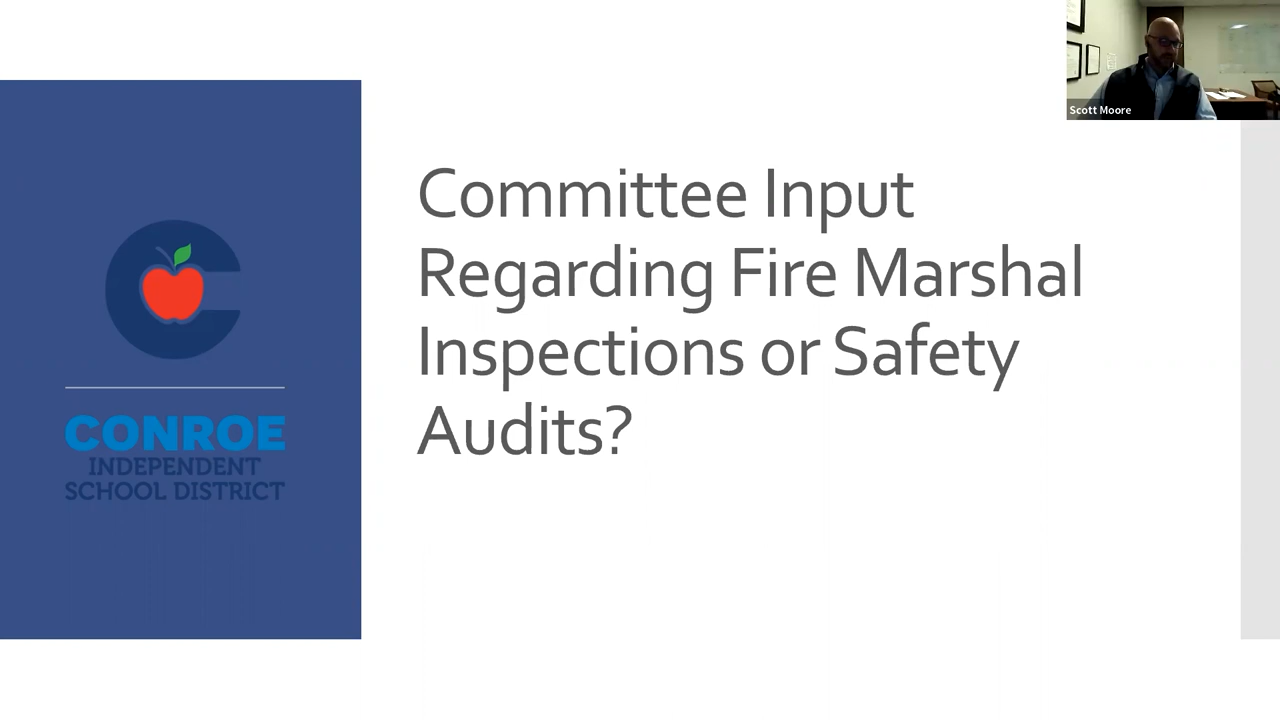 Scott Moore
Committee Input
Regarding Fire Marshal
Inspections or Safety
Audits?
CONROE
INDEPENDENT
SCHOOL DISTRICT